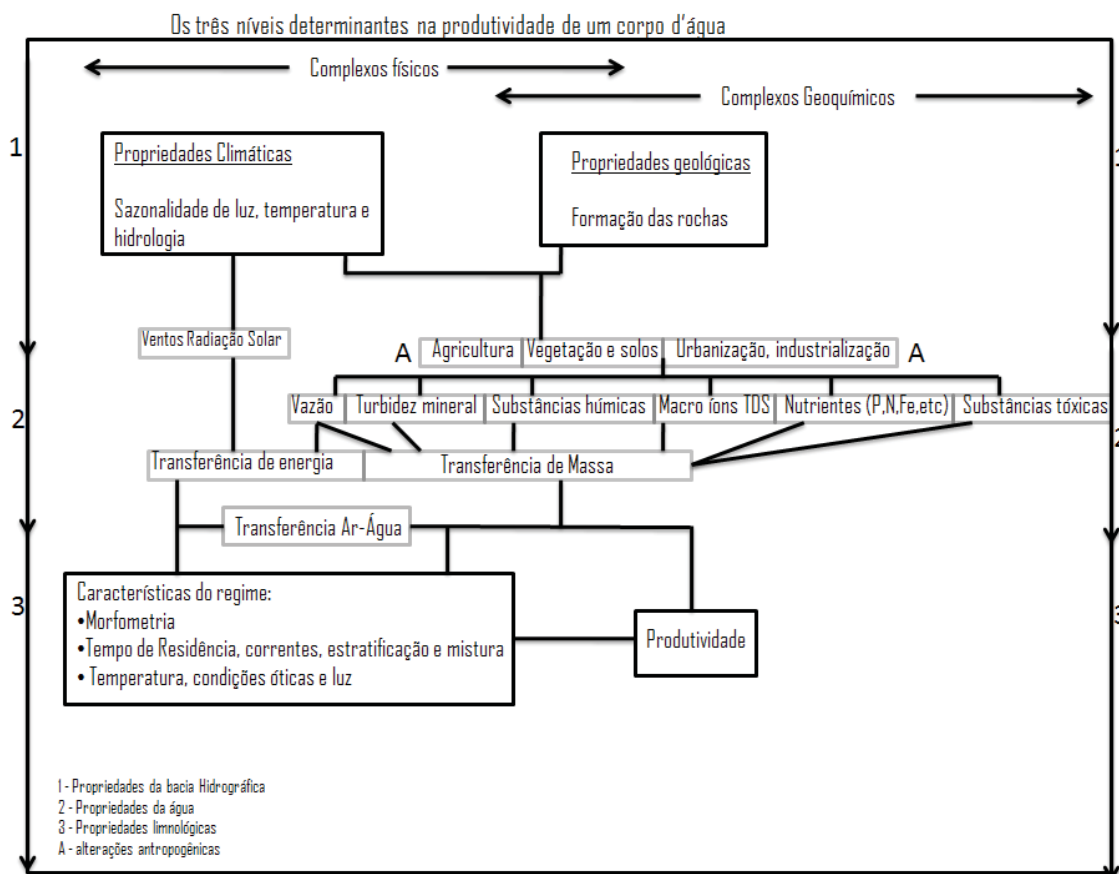 Os três níveis determinantes na produtividade de um corpo d'água
Complexos físicos
Complexos Geoquímicos
1
1
Propriedades Climáticas
Sazonalidade de luz, temperatura e
hidrologia
Propriedades geológicas
Formação das rochas
Ventos Radiação Solar
A
Agricultura
Vegetação e solos
Urbanização, industrialização
A
2
2
Vazão
Turbidez mineral
Substâncias húmicas
Macro íons TDS
Nutrientes (P,N,Fe,etc)
Substâncias tóxicas
Transferência de energia
Transferência de Massa
Transferência Ar-Água
3
3
Características do regime:
•Morfometria
•Tempo de Residência, correntes, estratificação e mistura
• Temperatura, condições óticas e luz
Produtividade
1 - Propriedades da bacia Hidrográfica
2 - Propriedades da água
3 - Propriedades limnológicas
A - alterações antropogênicas